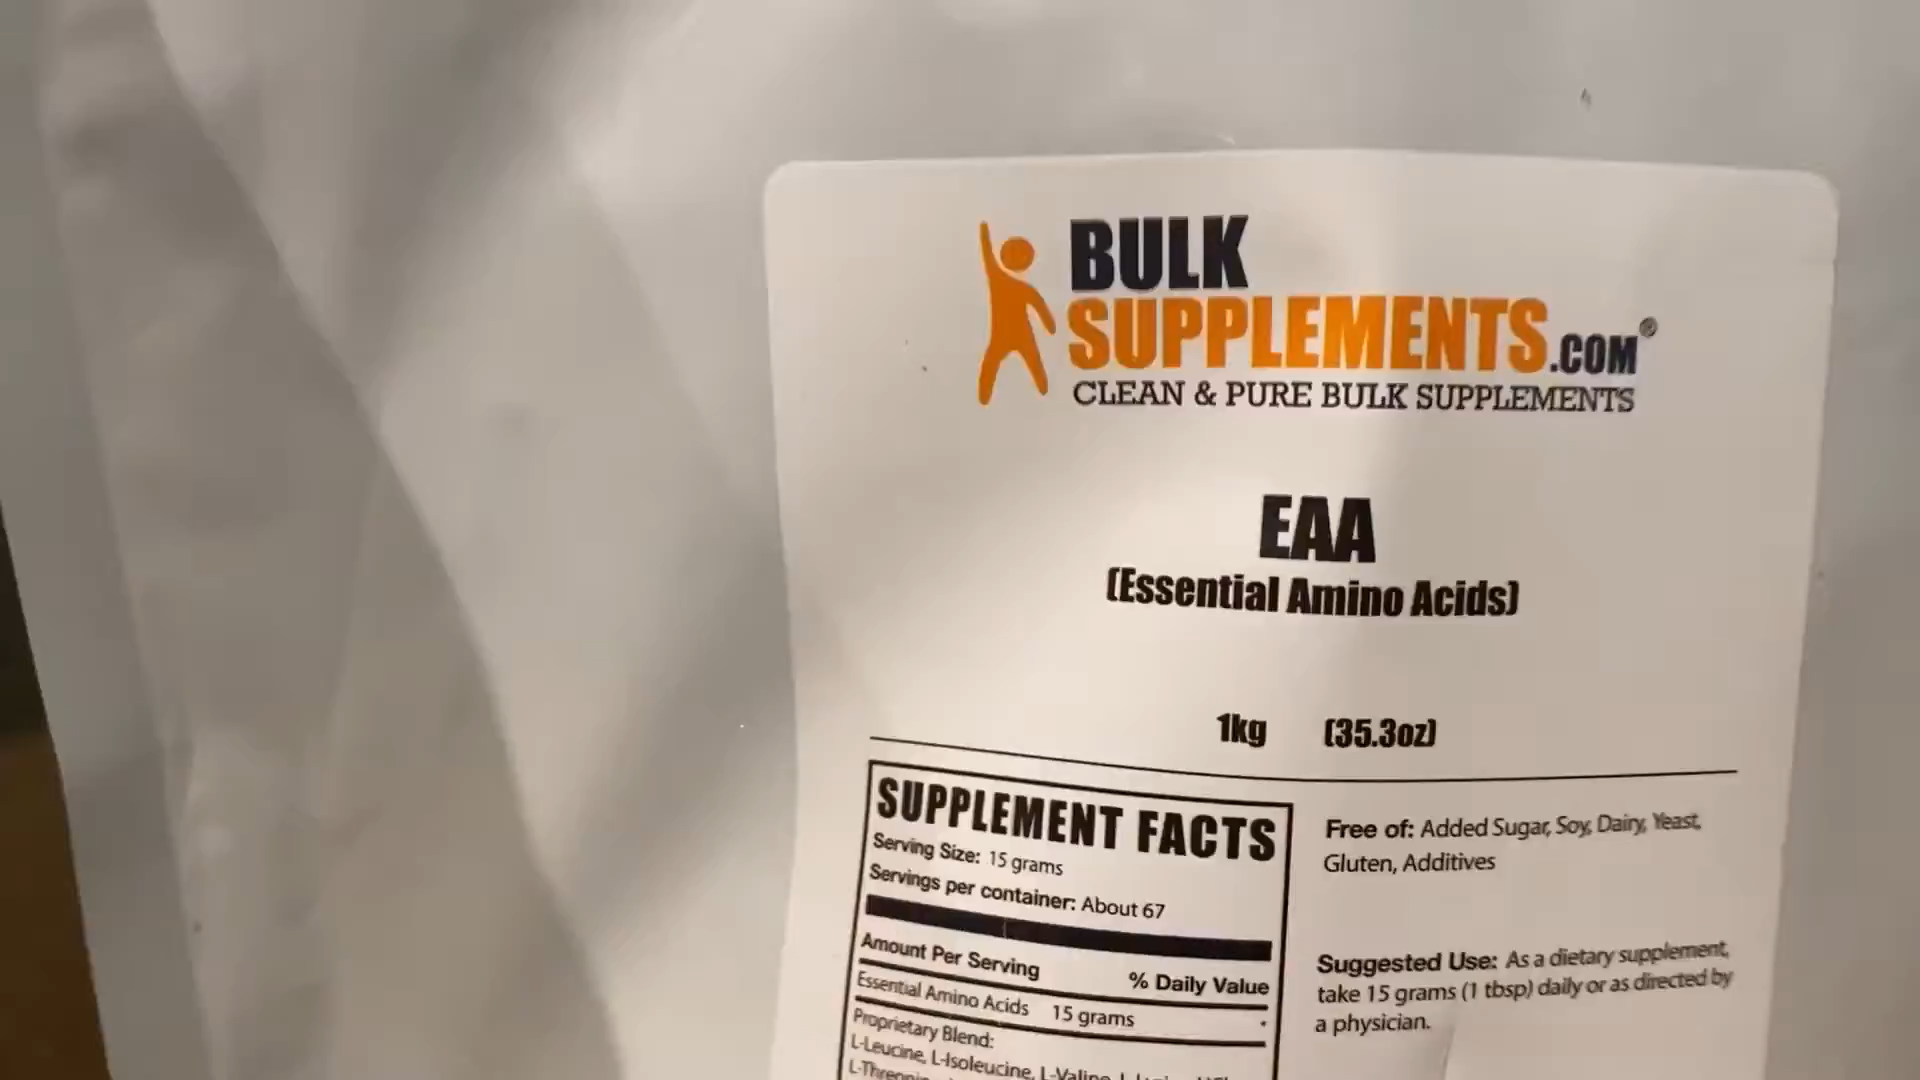 BULK
SUPPLEMENTS.COM®
CLEAN & PURE BULK SUPPLEMENTS
EAA
(Essential Amino Acids)
1kg (35.3oz)
SUPPLEMENT FACTS
Serving Size: 15 grams
Servings per container: About 67
Amount Per Serving
% Daily Value
Essential Amino Acids 15 grams
Proprietary Blend:
L-Leucine, L-Isoleucine, L-Valine,
Free of: Added Sugar, Soy, Dairy, Yeast,
Gluten, Additives
Suggested Use: As a dietary supplement,
take 15 grams (1 tbsp) daily or as directed by
a physician.